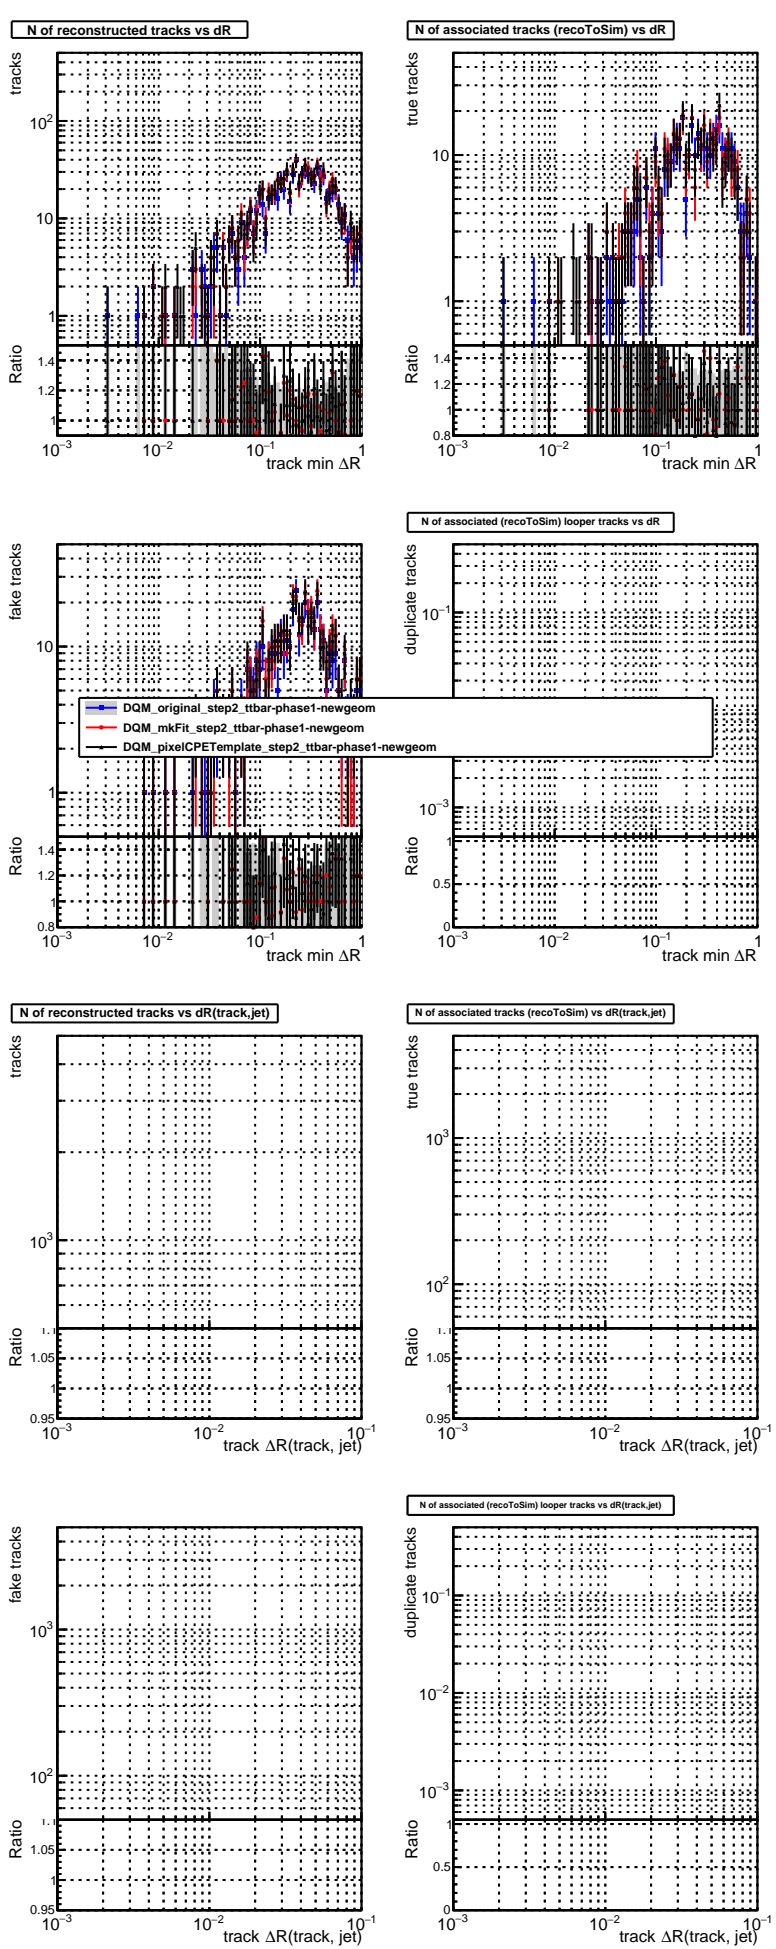 N of reconstructed tracks vs dR
tracks
10²
10
1
Ratio
1.4
1.2
1
10⁻³
10⁻²
10⁻¹
1
track min ΔR
N of associated tracks (recoToSim) vs dR
true tracks
10
1
Ratio
1.4
1.2
1
0.8
10⁻³
10⁻²
10⁻¹
1
track min ΔR
fake tracks
10
1
Ratio
1.4
1.2
1
0.8
10⁻³
10⁻²
10⁻¹
1
track min ΔR
N of associated (recoToSim) looper tracks vs dR
duplicate tracks
10⁻¹
10⁻³
Ratio
1
0.5
0
10⁻³
10⁻²
10⁻¹
1
track min ΔR
DQM_original_step2_ttbar-phase1-newgeom
DQM_mkFit_step2_ttbar-phase1-newgeom
DQM_pixelCPETemplate_step2_ttbar-phase1-newgeom
N of reconstructed tracks vs dR(track,jet)
tracks
10³
Ratio
1.1
1.05
1
0.95
10⁻³
10⁻²
10⁻¹
track ΔR(track, jet)
N of associated tracks (recoToSim) vs dR(track,jet)
true tracks
10³
10²
Ratio
1.1
1.05
1
0.95
10⁻³
10⁻²
10⁻¹
track ΔR(track, jet)
fake tracks
10³
10²
Ratio
1.1
1.05
1
0.95
10⁻³
10⁻²
10⁻¹
track ΔR(track, jet)
N of associated (recoToSim) looper tracks vs dR(track,jet)
duplicate tracks
10⁻¹
10⁻²
10⁻³
Ratio
1
0.5
0
10⁻³
10⁻²
10⁻¹
track ΔR(track, jet)